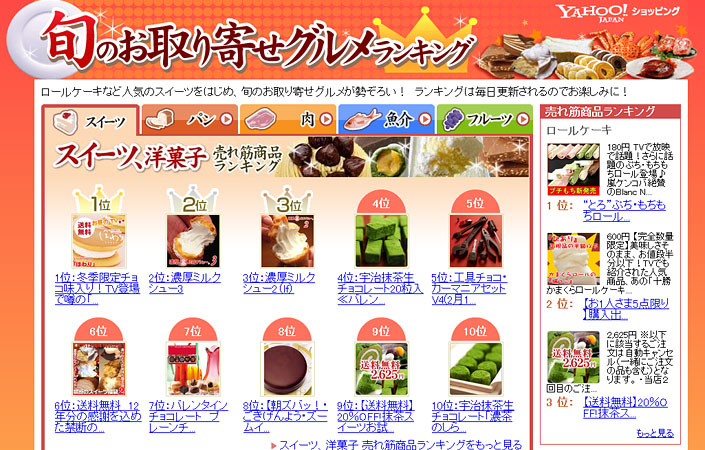 旬のお取り寄せグルメランキング
YAHOO! JAPAN ショッピング
ロールケーキなど人気のスイーツをはじめ、旬のお取り寄せグルメが勢ぞろい！ ランキングは毎日更新されるのでお楽しみに！
スイーツ
パン
肉
魚介
フルーツ
スイーツ、洋菓子 売れ筋商品ランキング
1位
2位
3位
4位
5位
送料無料
1位：冬季限定チョコ味入り！TV登場で噂の「...
2位：濃厚ミルクシュー3
3位：濃厚ミルクシュー2 (lf)
4位：宇治抹茶生チョコレート20粒入≪バレン...
5位：工具チョコ・カーマニアセットV4(2月1...
6位
7位
8位
9位
10位
送料無料 2,625円
6位：送料無料 12年分の感謝を込めた禁断の...
7位：バレンタインチョコレート プレーンチ...
8位：【朝ズバッ！・ごきげんよう・ズームイ...
9位：【送料無料】20％OFF!抹茶スイーツお試...
10位：宇治抹茶生チョコレート「濃茶のしら...
スイーツ、洋菓子 売れ筋商品ランキングをもっと見る
売れ筋商品ランキング
ロールケーキ
プチもち新発売
180円 TVで放映で話題！さらに話題のぷち・もちもちロール登場♪嵐ケンコバ絶賛のBlanc N...
1 位： “とろ”ぷち・もちもちロール...
600円 【完全数量限定】美味しさそのまま、お値段半分以下！TVでも紹介された人気商品、あの「十勝かまくらロールケーキ...
2 位： 【お1人さま5点限り】購入出...
送料無料 2,625円
2,625円 ※以下に該当するご注文は自動キャンセル(一緒にご注文の品も含む)となります。・当店2回目のご注...
3 位： 【送料無料】20％OFF!抹茶ス...
もっと見る